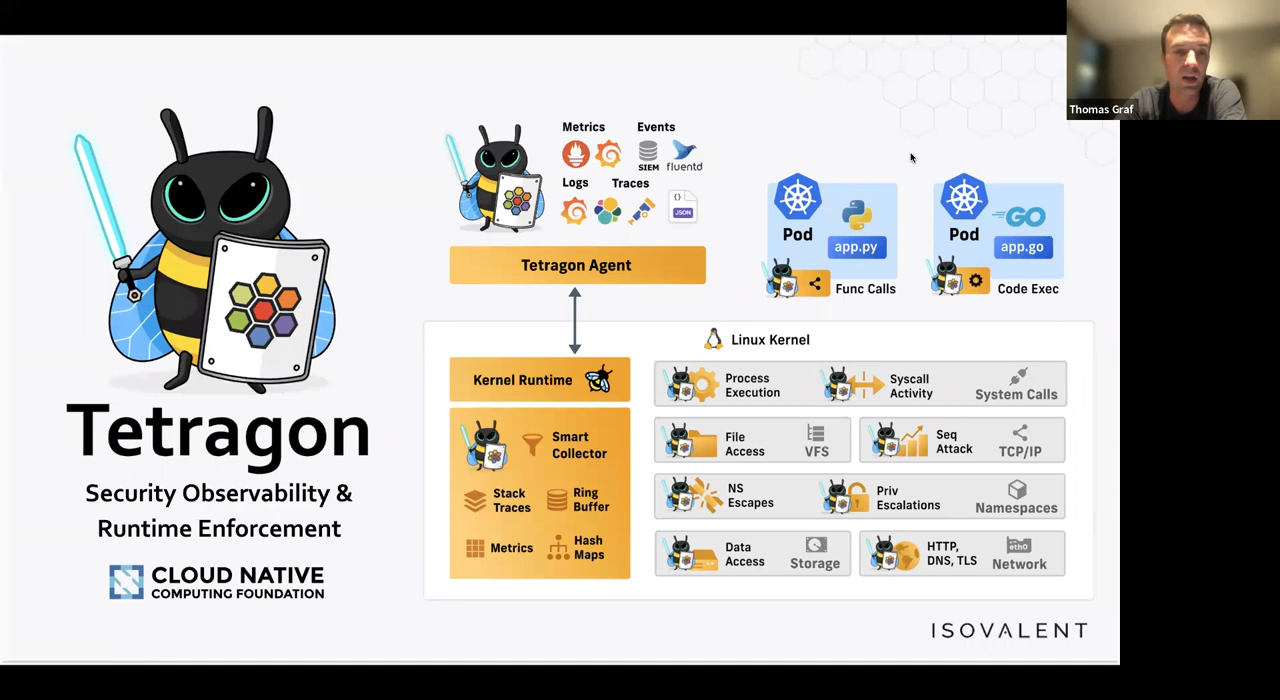 Thomas Graf
Metrics
Events
SIEM
fluentd
Logs
Traces
{}
JSON
Tetragon Agent
Pod
app.py
Func Calls
Pod
GO
app.go
Code Exec
Linux Kernel
Kernel Runtime
Smart
Collector
Stack
Traces
Ring
Buffer
Metrics
Hash
Maps
Process
Execution
Syscall
Activity
System Calls
File
Access
VFS
Seq
Attack
TCP/IP
NS
Escapes
Priv
Escalations
Namespaces
Data
Access
Storage
HTTP,
DNS, TLS
eth0
Network
Tetragon
Security Observability &
Runtime Enforcement
CLOUD NATIVE
COMPUTING FOUNDATION
ISOVALENT